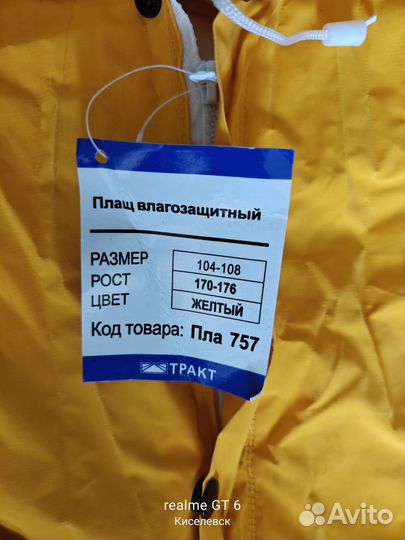 Плащ влагозащитный
РАЗМЕР 104-108
РОСТ 170-176
ЦВЕТ ЖЕЛТЫЙ
Код товара: Пла 757
ТРАКТ
realme GT 6
Киселевск
Avito